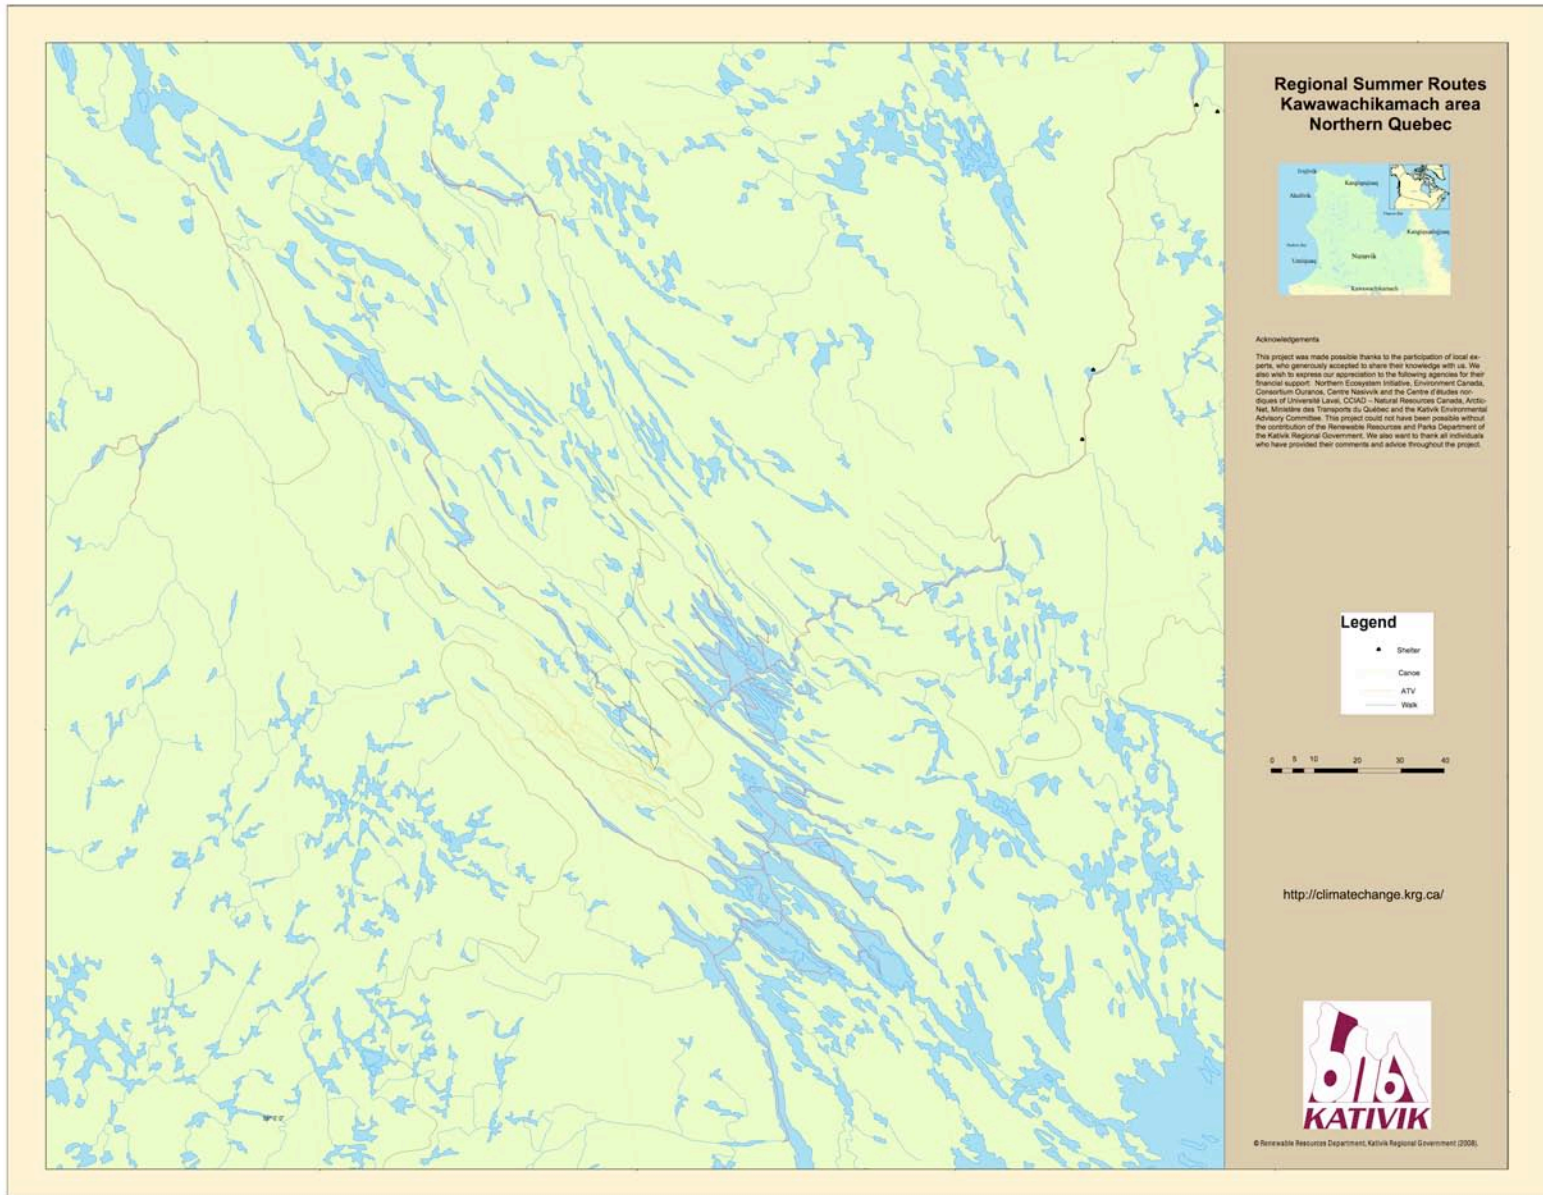 Regional Summer Routes
Kawawachikamach area
Northern Quebec
Ivujivik
Kangiqsujuaq
Akulivik
Kangiqsualujjuaq
Umiujaq
Nunavik
Kawawachikamach
Acknowledgements
This project was made possible thanks to the participation of local ex-
perts, who generously accepted to share their knowledge with us. We
also wish to express our appreciation to the following agencies for their
financial support: Northern Ecosystem Initiative, Environment Canada,
Consortium Ouranos, Centre Nasivvik and the Centre d'études nor-
diques of Université Laval, CCIAD – Natural Resources Canada, Arctic-
Net, Ministère des Transports du Québec and the Kativik Environmental
Advisory Committee. This project could not have been possible without
the contribution of the Renewable Resources and Parks Department of
the Kativik Regional Government. We also want to thank all individuals
who have provided their comments and advice throughout the project.
Legend
Shelter
Canoe
ATV
Walk
0 5 10 20 30 40
http://climatechange.krg.ca/
KATIVIK
© Renewable Resources Department, Kativik Regional Government (2008).